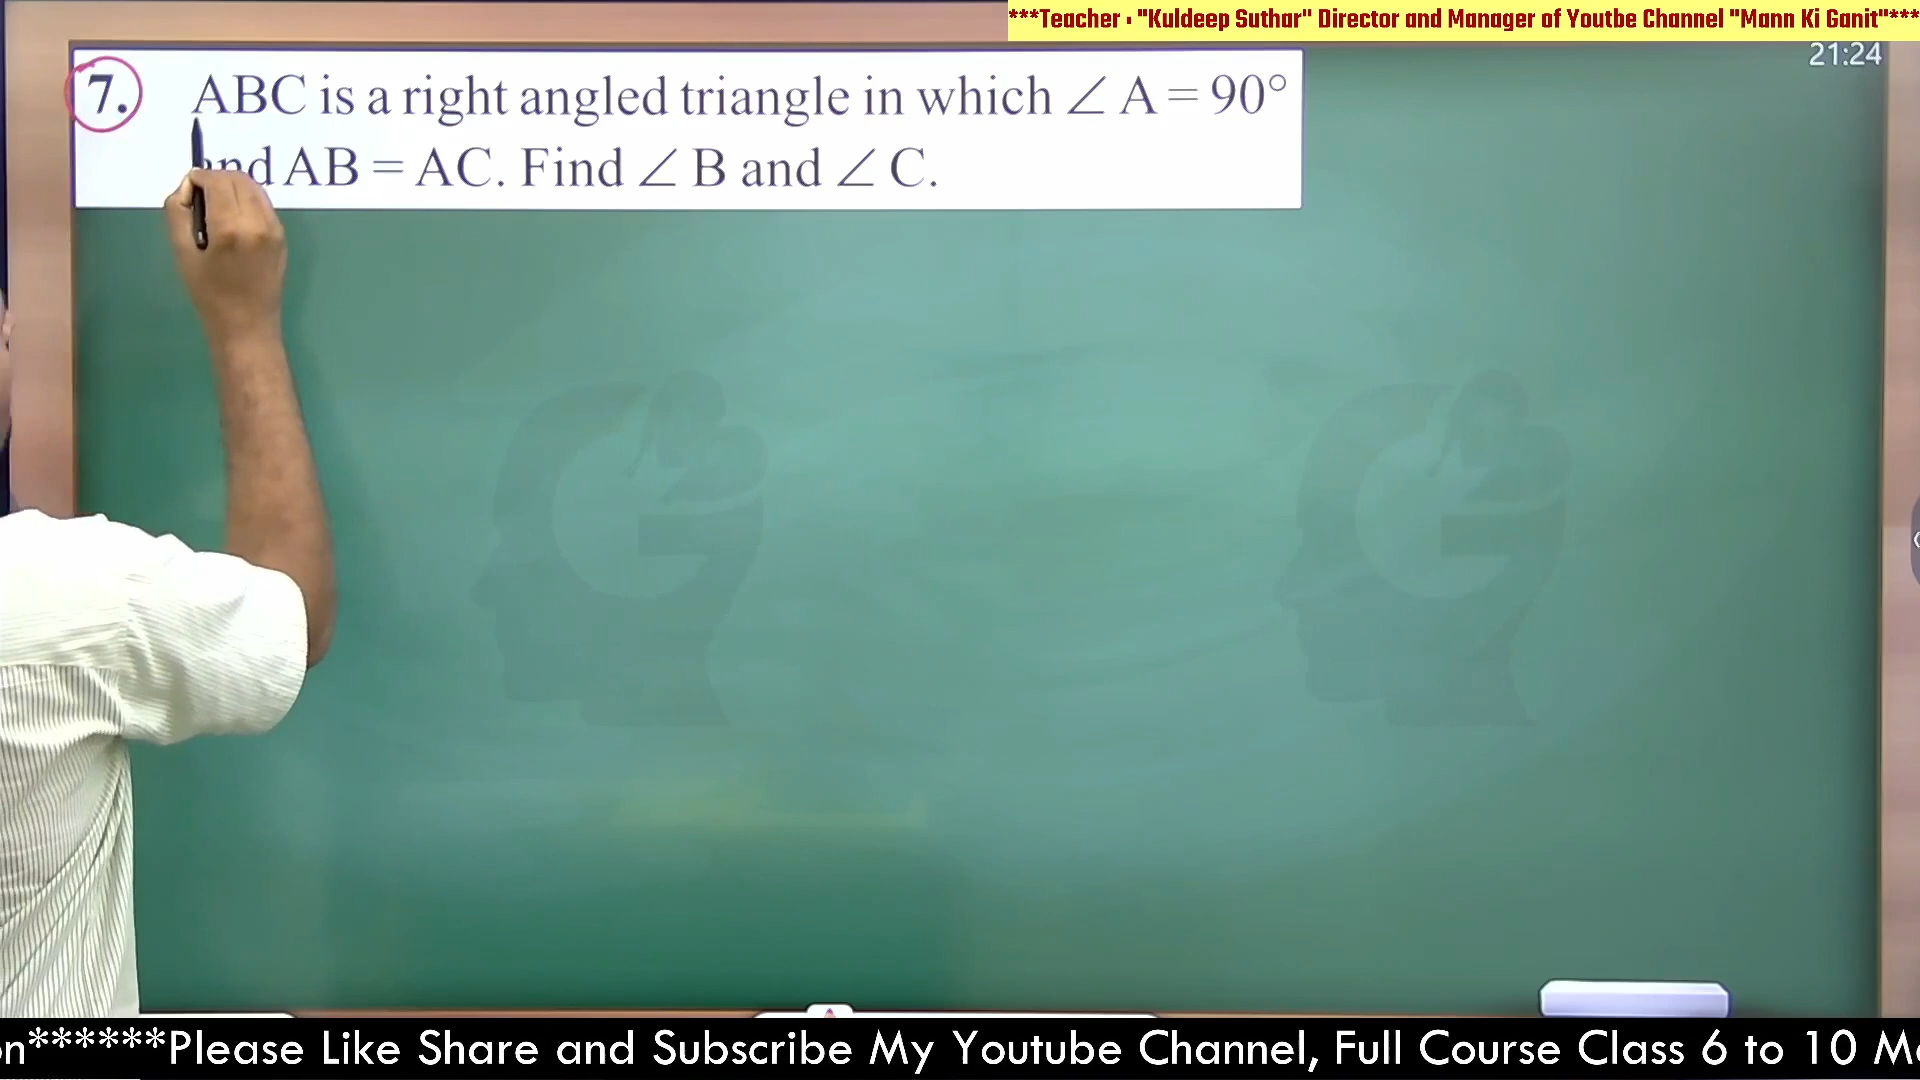 ***Teacher : "Kuldeep Suthar" Director and Manager of Youtbe Channel "Mann Ki Ganit"***
21:24
7. ABC is a right angled triangle in which ∠ A = 90°
and AB = AC. Find ∠ B and ∠ C.
******Please Like Share and Subscribe My Youtube Channel, Full Course Class 6 to 10